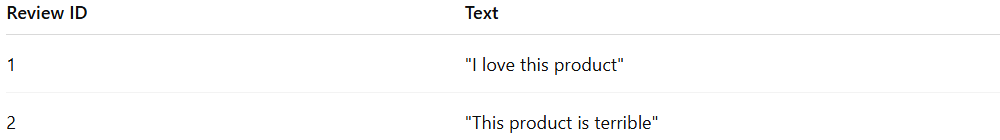 Review ID Text
1 "I love this product"
2 "This product is terrible"